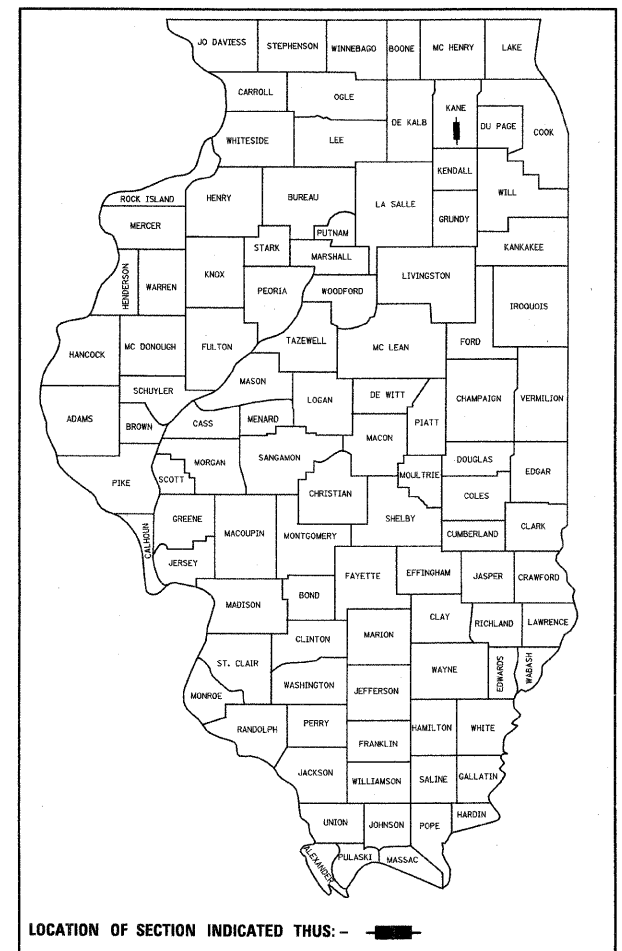 JO DAVIESS STEPHENSON WINNEBAGO BOONE MC HENRY LAKE
CARROLL OGLE DE KALB KANE DU PAGE COOK
WHITESIDE LEE
KENDALL WILL
ROCK ISLAND HENRY BUREAU LA SALLE GRUNDY
MERCER PUTNAM
STARK MARSHALL KANKAKEE
HENDERSON WARREN KNOX PEORIA WOODFORD LIVINGSTON IROQUOIS
HANCOCK MC DONOUGH FULTON TAZEWELL MC LEAN FORD
SCHUYLER MASON LOGAN DE WITT CHAMPAIGN VERMILION
ADAMS BROWN CASS MENARD PIATT
MACON
PIKE SCOTT MORGAN SANGAMON MOULTRIE DOUGLAS EDGAR
CHRISTIAN COLES
GREENE MACOUPIN MONTGOMERY SHELBY CUMBERLAND CLARK
CALHOUN JERSEY
FAYETTE EFFINGHAM JASPER CRAWFORD
MADISON BOND
CLAY RICHLAND LAWRENCE
CLINTON MARION
ST. CLAIR WAYNE EDWARDS WABASH
WASHINGTON JEFFERSON
MONROE
RANDOLPH PERRY HAMILTON WHITE
FRANKLIN
JACKSON WILLIAMSON SALINE GALLATIN
UNION JOHNSON POPE HARDIN
ALEXANDER PULASKI MASSAC
LOCATION OF SECTION INDICATED THUS: -